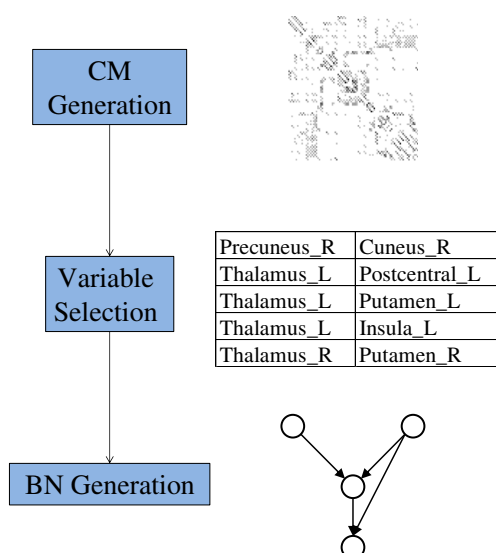 CM
Generation
Variable
Selection
Precuneus_R Cuneus_R
Thalamus_L Postcentral_L
Thalamus_L Putamen_L
Thalamus_L Insula_L
Thalamus_R Putamen_R
BN Generation